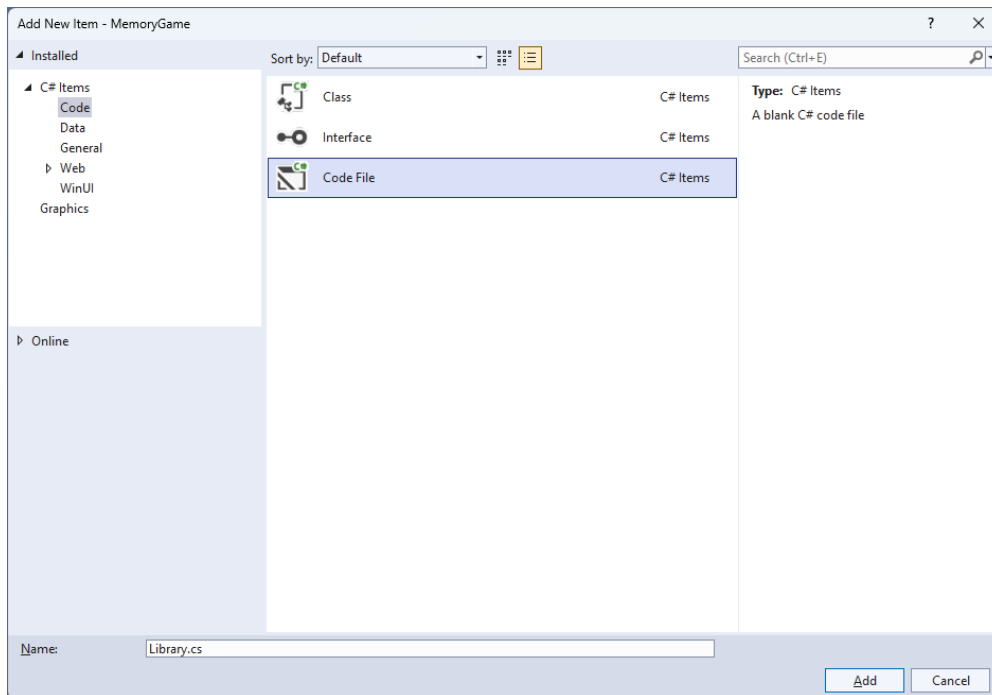 Add New Item - MemoryGame
Installed
C# Items
Code
Data
General
Web
WinUI
Graphics
Online
Sort by: Default
Class C# Items
Interface C# Items
Code File C# Items
Search (Ctrl+E)
Type: C# Items
A blank C# code file
Name: Library.cs
Add Cancel